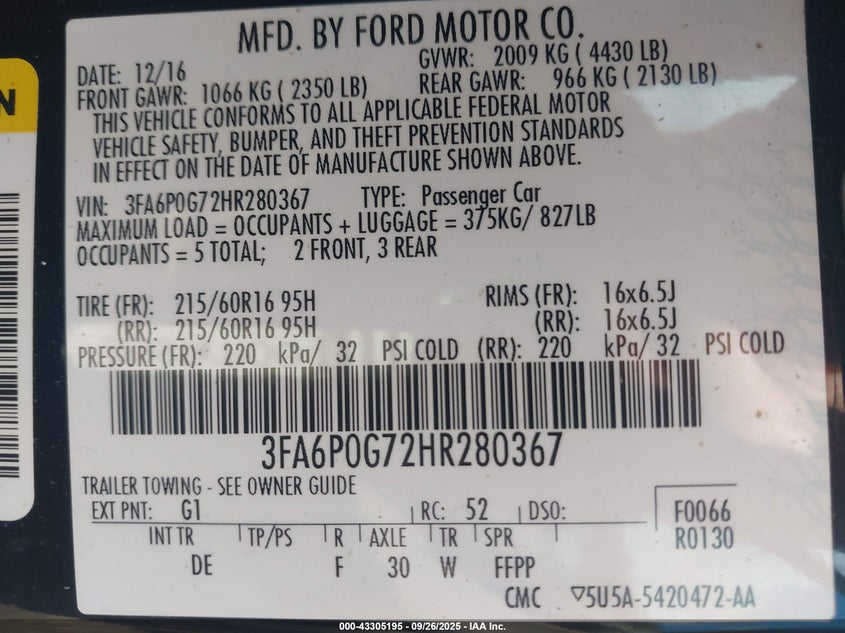 MFD. BY FORD MOTOR CO.
DATE: 12/16 GVWR: 2009 KG ( 4430 LB)
FRONT GAWR: 1066 KG ( 2350 LB) REAR GAWR: 966 KG ( 2130 LB)
THIS VEHICLE CONFORMS TO ALL APPLICABLE FEDERAL MOTOR
VEHICLE SAFETY, BUMPER, AND THEFT PREVENTION STANDARDS
IN EFFECT ON THE DATE OF MANUFACTURE SHOWN ABOVE.
VIN: 3FA6P0G72HR280367 TYPE: Passenger Car
MAXIMUM LOAD = OCCUPANTS + LUGGAGE = 375KG/ 827LB
OCCUPANTS = 5 TOTAL; 2 FRONT, 3 REAR
TIRE (FR): 215/60R16 95H RIMS (FR): 16x6.5J
(RR): 215/60R16 95H (RR): 16x6.5J
PRESSURE (FR): 220 kPa/ 32 PSI COLD (RR): 220 kPa/ 32 PSI COLD
3FA6P0G72HR280367
TRAILER TOWING - SEE OWNER GUIDE
EXT PNT: G1 RC: 52 DSO: F0066
INT TR TP/PS R AXLE TR SPR R0130
DE F 30 W FFPP
CMC ▽5U5A-5420472-AA
N
000-43305195 - 09/26/2025 - IAA Inc.